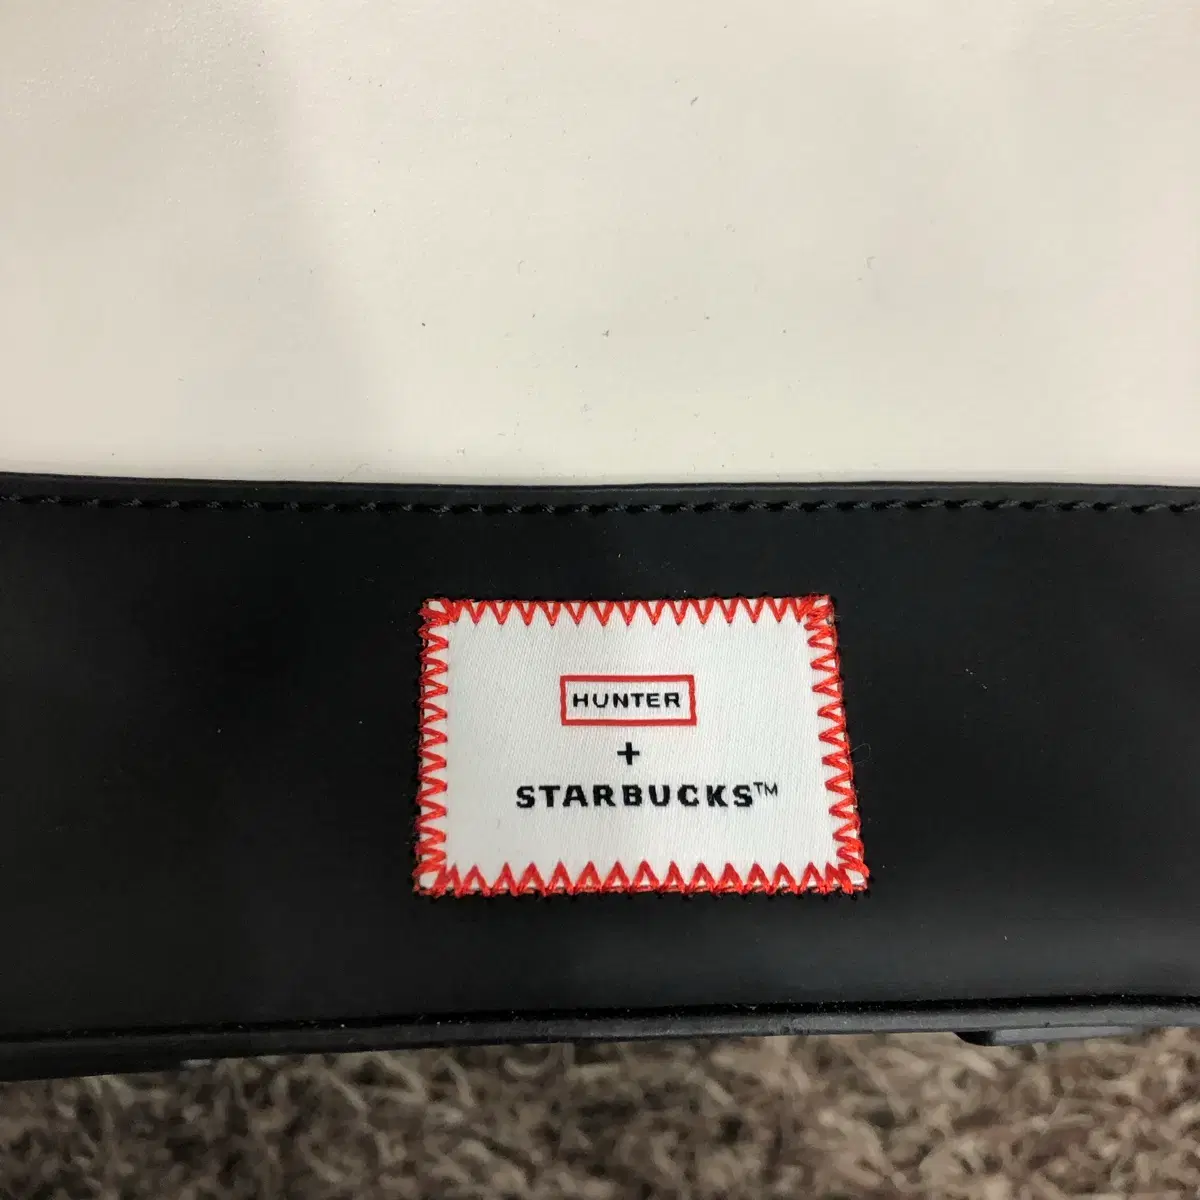 HUNTER
+
STARBUCKS™